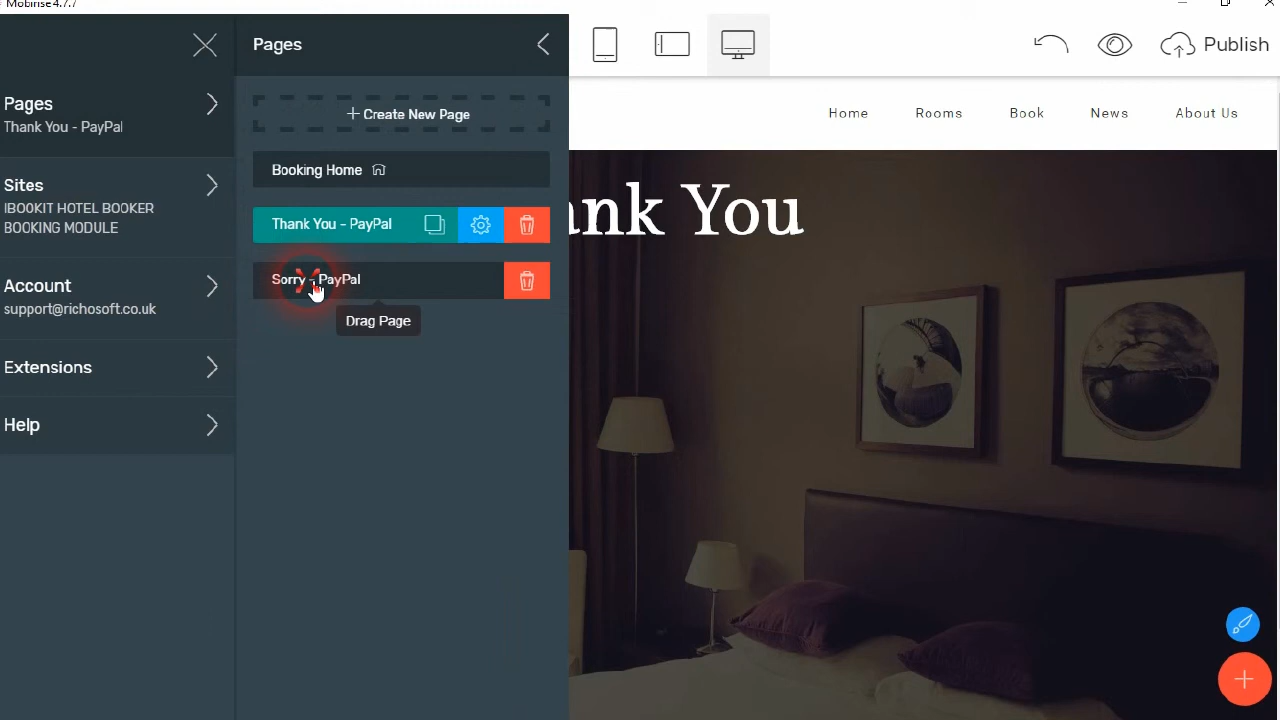 Mobirise 4.7.7
Pages
Thank You - PayPal
Sites
IBOOKIT HOTEL BOOKER
BOOKING MODULE
Account
support@richosoft.co.uk
Extensions
Help
Pages
Create New Page
Booking Home
Thank You - PayPal
Sorry - PayPal
Drag Page
Publish
Home Rooms Book News About Us
ank You